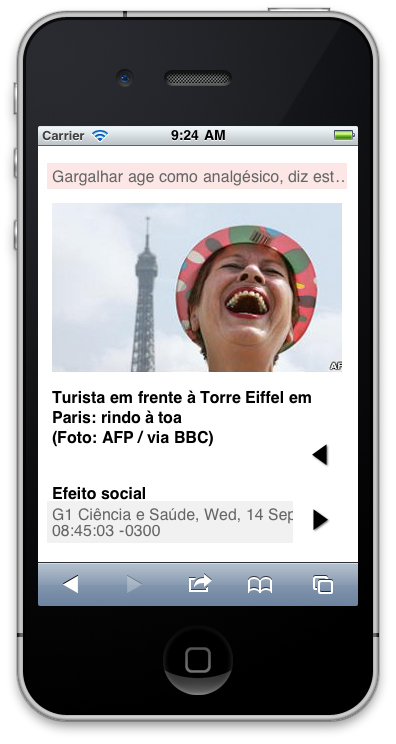 Carrier 9:24 AM
Gargalhar age como analgésico, diz est…
AF
Turista em frente à Torre Eiffel em
Paris: rindo à toa
(Foto: AFP / via BBC)
Efeito social
G1 Ciência e Saúde, Wed, 14 Sep
08:45:03 -0300